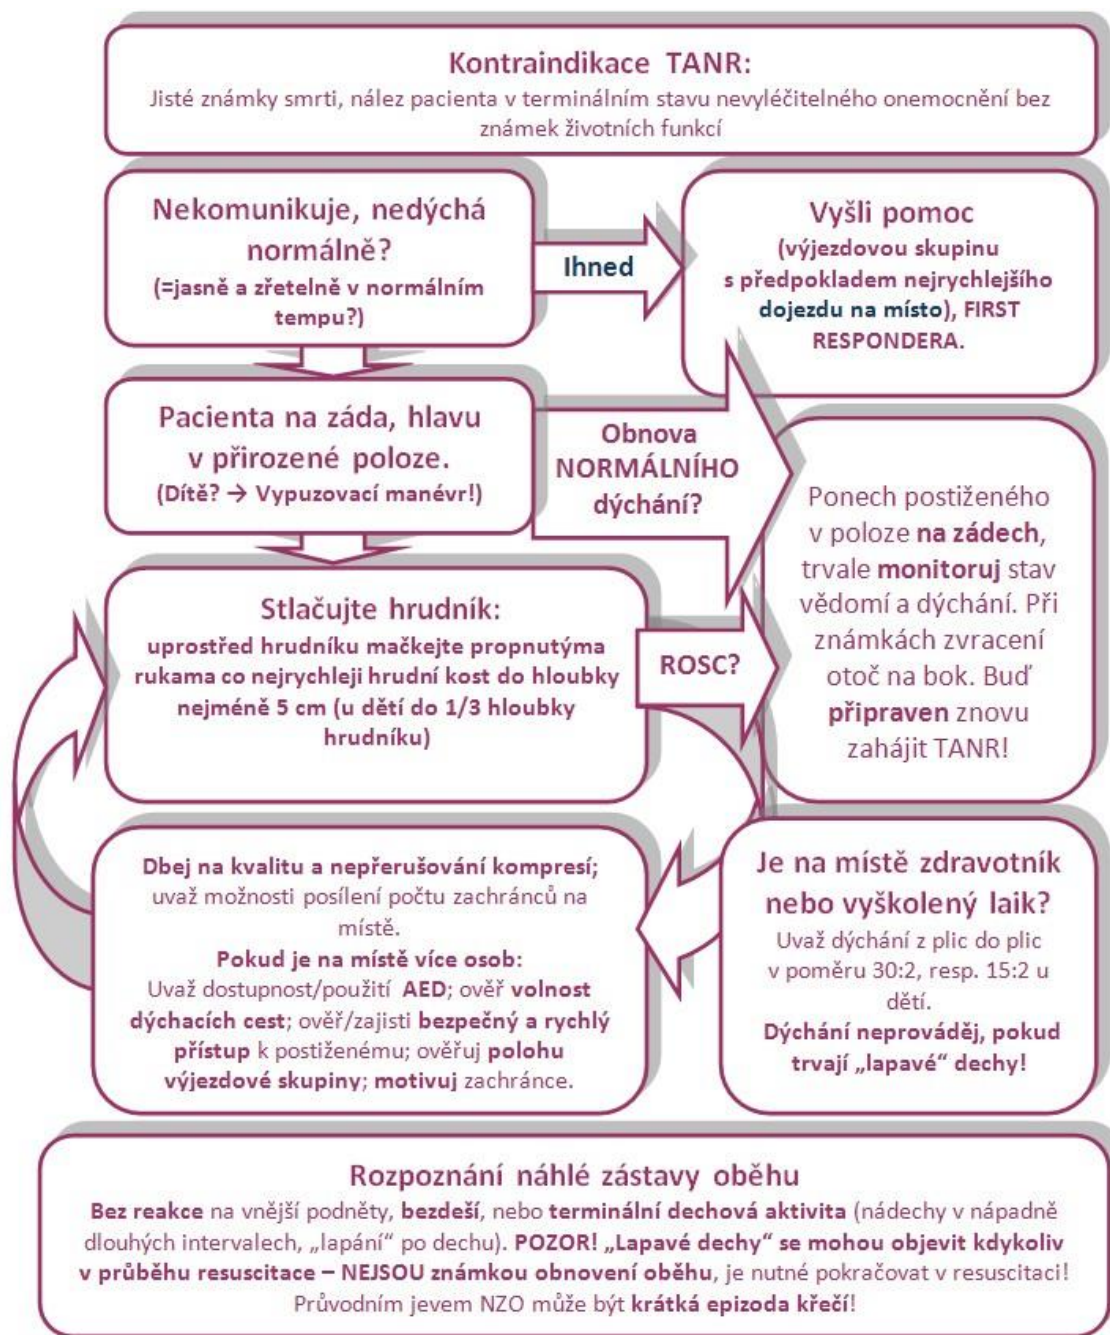 Kontraindikace TANR:
Jisté známky smrti, nález pacienta v terminálním stavu nevyléčitelného onemocnění bez
známek životních funkcí
Nekomunikuje, nedýchá
normálně?
(=jasně a zřetelně v normálním
tempu?)
Ihned
Vyšli pomoc
(výjezdovou skupinu
s předpokladem nejrychlejšího
dojezdu na místo), FIRST
RESPONDERA.
Pacienta na záda, hlavu
v přirozené poloze.
(Dítě? → Vypuzovací manévr!)
Obnova
NORMÁLNÍHO
dýchání?
Ponech postiženého
v poloze na zádech,
trvale monitoruj stav
vědomí a dýchání. Při
známkách zvracení
otoč na bok. Buď
připraven znovu
zahájit TANR!
Stlačujte hrudník:
uprostřed hrudníku mačkejte propnutýma
rukama co nejrychleji hrudní kost do hloubky
nejméně 5 cm (u dětí do 1/3 hloubky
hrudníku)
ROSC?
Je na místě zdravotník
nebo vyškolený laik?
Uvaž dýchání z plic do plic
v poměru 30:2, resp. 15:2 u
dětí.
Dýchání neprováděj, pokud
trvají „lapavé“ dechy!
Dbej na kvalitu a nepřerušování kompresí;
uvaž možnosti posílení počtu zachránců na
místě.
Pokud je na místě více osob:
Uvaž dostupnost/použití AED; ověř volnost
dýchacích cest; ověř/zajisti bezpečný a rychlý
přístup k postiženému; ověřuj polohu
výjezdové skupiny; motivuj zachránce.
Rozpoznání náhlé zástavy oběhu
Bez reakce na vnější podněty, bezdeší, nebo terminální dechová aktivita (nádechy v nápadně
dlouhých intervalech, „lapání“ po dechu). POZOR! „Lapavé dechy“ se mohou objevit kdykoliv
v průběhu resuscitace – NEJSOU známkou obnovení oběhu, je nutné pokračovat v resuscitaci!
Průvodním jevem NZO může být krátká epizoda křečí!